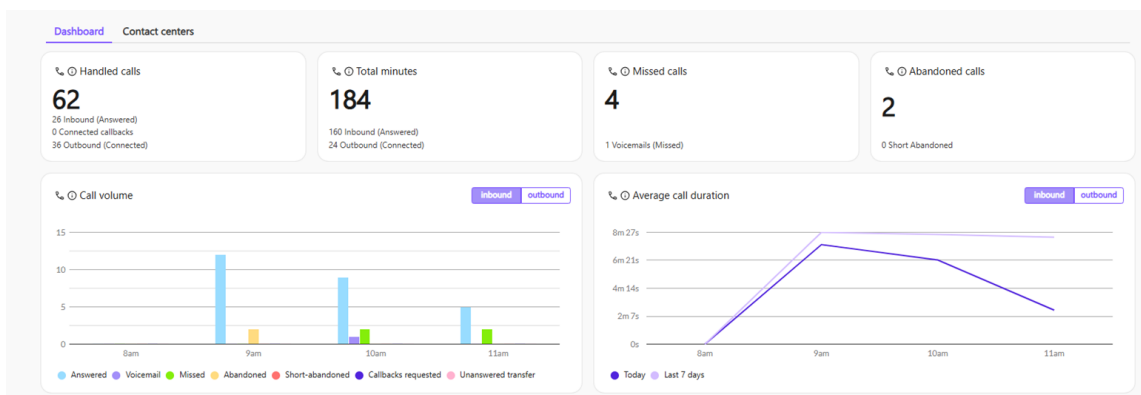 Dashboard Contact centers
Handled calls
62
26 Inbound (Answered)
0 Connected callbacks
36 Outbound (Connected)
Total minutes
184
160 Inbound (Answered)
24 Outbound (Connected)
Missed calls
4
1 Voicemails (Missed)
Abandoned calls
2
0 Short Abandoned
Call volume
inbound outbound
15
10
5
0
8am 9am 10am 11am
Answered Voicemail Missed Abandoned Short-abandoned Callbacks requested Unanswered transfer
Average call duration
inbound outbound
8m 27s
6m 21s
4m 14s
2m 7s
0s
8am 9am 10am 11am
Today Last 7 days